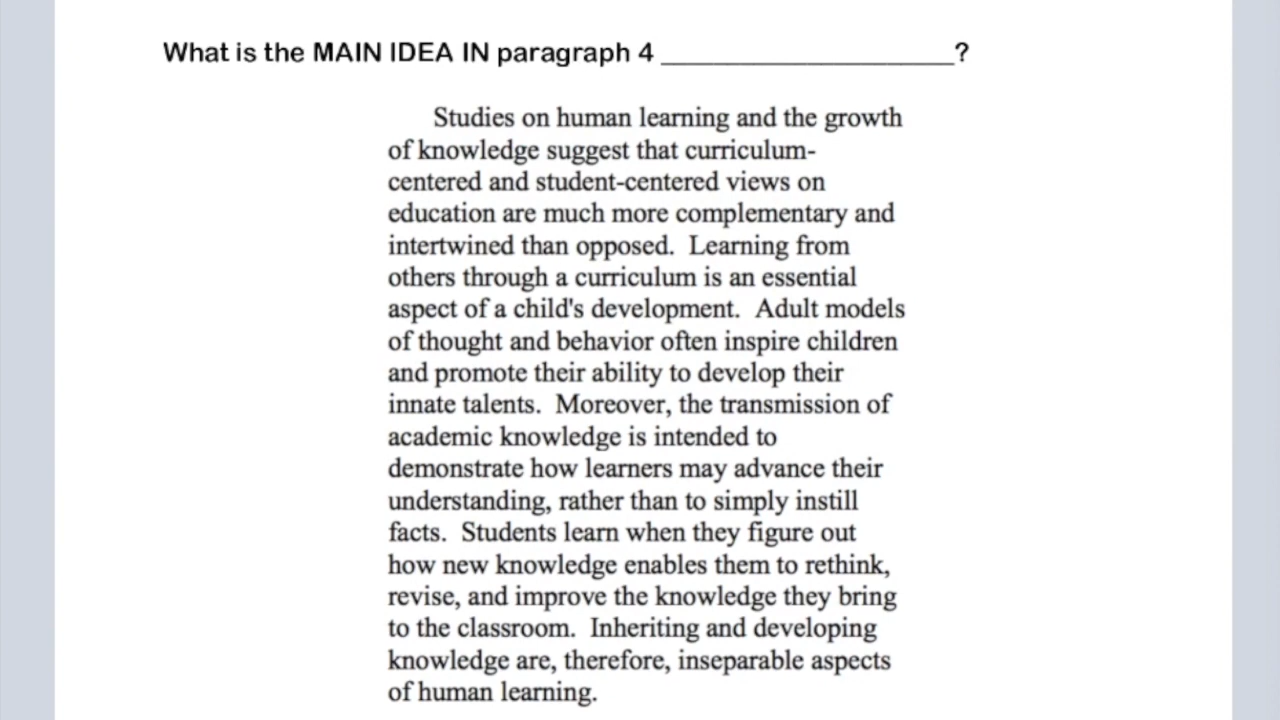 What is the MAIN IDEA IN paragraph 4 ____________________?
Studies on human learning and the growth
of knowledge suggest that curriculum-
centered and student-centered views on
education are much more complementary and
intertwined than opposed.  Learning from
others through a curriculum is an essential
aspect of a child's development.  Adult models
of thought and behavior often inspire children
and promote their ability to develop their
innate talents.  Moreover, the transmission of
academic knowledge is intended to
demonstrate how learners may advance their
understanding, rather than to simply instill
facts.  Students learn when they figure out
how new knowledge enables them to rethink,
revise, and improve the knowledge they bring
to the classroom.  Inheriting and developing
knowledge are, therefore, inseparable aspects
of human learning.